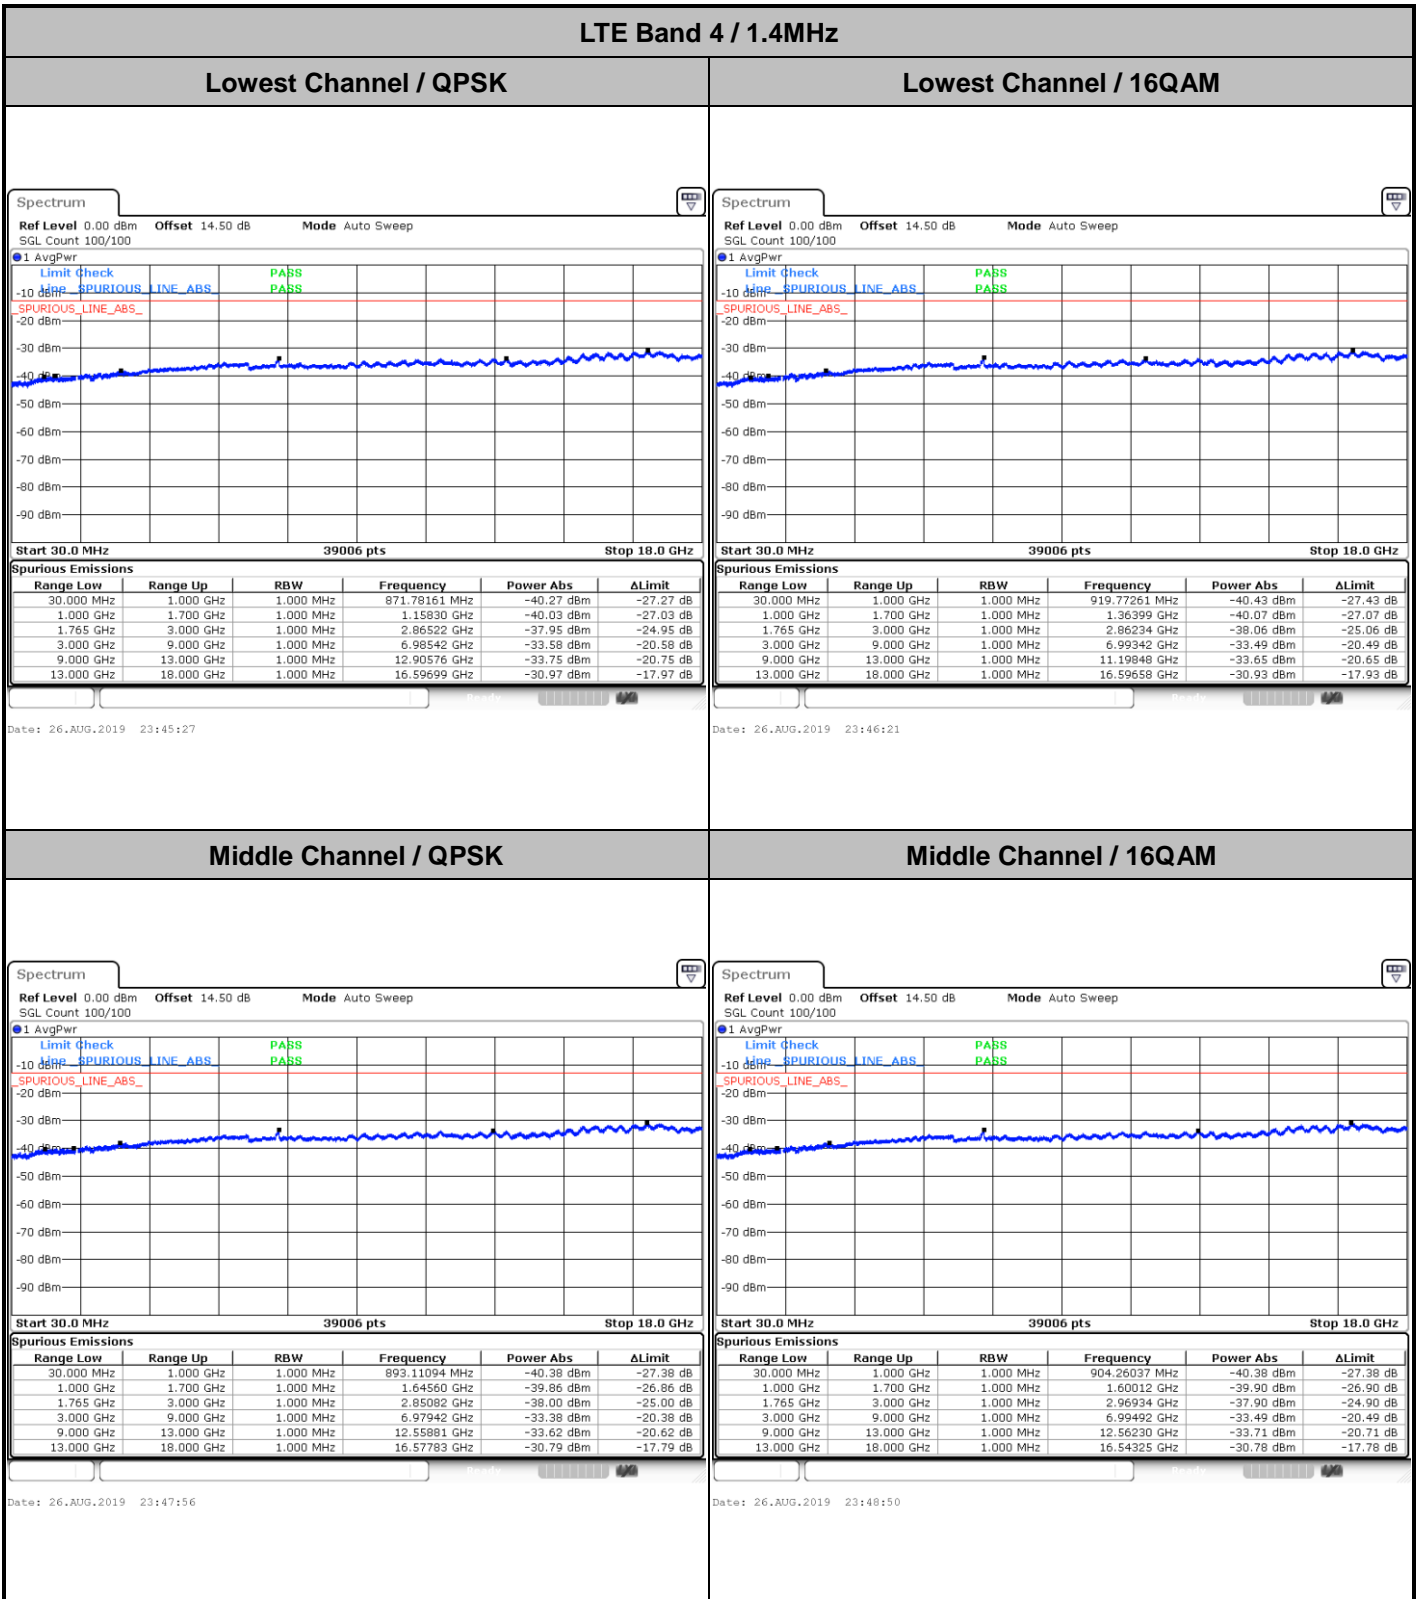 LTE Band 4 / 1.4MHz
Lowest Channel / QPSK
Lowest Channel / 16QAM
Spectrum
Ref Level 0.00 dBm Offset 14.50 dB Mode Auto Sweep
SGL Count 100/100
1 AvgPwr
Limit Check PASS
Line _SPURIOUS_LINE_ABS_ PASS
-10 dBm
_SPURIOUS_LINE_ABS_
-20 dBm
-30 dBm
-40 dBm
-50 dBm
-60 dBm
-70 dBm
-80 dBm
-90 dBm
Start 30.0 MHz 39006 pts Stop 18.0 GHz
Spurious Emissions
Range Low Range Up RBW Frequency Power Abs ΔLimit
30.000 MHz 1.000 GHz 1.000 MHz 871.78161 MHz -40.27 dBm -27.27 dB
1.000 GHz 1.700 GHz 1.000 MHz 1.15830 GHz -40.03 dBm -27.03 dB
1.765 GHz 3.000 GHz 1.000 MHz 2.86522 GHz -37.95 dBm -24.95 dB
3.000 GHz 9.000 GHz 1.000 MHz 6.98542 GHz -33.58 dBm -20.58 dB
9.000 GHz 13.000 GHz 1.000 MHz 12.90576 GHz -33.75 dBm -20.75 dB
13.000 GHz 18.000 GHz 1.000 MHz 16.59699 GHz -30.97 dBm -17.97 dB
Ready
Date: 26.AUG.2019 23:45:27
Spectrum
Ref Level 0.00 dBm Offset 14.50 dB Mode Auto Sweep
SGL Count 100/100
1 AvgPwr
Limit Check PASS
Line _SPURIOUS_LINE_ABS_ PASS
-10 dBm
_SPURIOUS_LINE_ABS_
-20 dBm
-30 dBm
-40 dBm
-50 dBm
-60 dBm
-70 dBm
-80 dBm
-90 dBm
Start 30.0 MHz 39006 pts Stop 18.0 GHz
Spurious Emissions
Range Low Range Up RBW Frequency Power Abs ΔLimit
30.000 MHz 1.000 GHz 1.000 MHz 919.77261 MHz -40.43 dBm -27.43 dB
1.000 GHz 1.700 GHz 1.000 MHz 1.36399 GHz -40.07 dBm -27.07 dB
1.765 GHz 3.000 GHz 1.000 MHz 2.86234 GHz -38.06 dBm -25.06 dB
3.000 GHz 9.000 GHz 1.000 MHz 6.99342 GHz -33.49 dBm -20.49 dB
9.000 GHz 13.000 GHz 1.000 MHz 11.19848 GHz -33.65 dBm -20.65 dB
13.000 GHz 18.000 GHz 1.000 MHz 16.59658 GHz -30.93 dBm -17.93 dB
Ready
Date: 26.AUG.2019 23:46:21
Middle Channel / QPSK
Middle Channel / 16QAM
Spectrum
Ref Level 0.00 dBm Offset 14.50 dB Mode Auto Sweep
SGL Count 100/100
1 AvgPwr
Limit Check PASS
Line _SPURIOUS_LINE_ABS_ PASS
-10 dBm
_SPURIOUS_LINE_ABS_
-20 dBm
-30 dBm
-40 dBm
-50 dBm
-60 dBm
-70 dBm
-80 dBm
-90 dBm
Start 30.0 MHz 39006 pts Stop 18.0 GHz
Spurious Emissions
Range Low Range Up RBW Frequency Power Abs ΔLimit
30.000 MHz 1.000 GHz 1.000 MHz 893.11094 MHz -40.38 dBm -27.38 dB
1.000 GHz 1.700 GHz 1.000 MHz 1.64560 GHz -39.86 dBm -26.86 dB
1.765 GHz 3.000 GHz 1.000 MHz 2.85082 GHz -38.00 dBm -25.00 dB
3.000 GHz 9.000 GHz 1.000 MHz 6.97942 GHz -33.38 dBm -20.38 dB
9.000 GHz 13.000 GHz 1.000 MHz 12.55881 GHz -33.62 dBm -20.62 dB
13.000 GHz 18.000 GHz 1.000 MHz 16.57783 GHz -30.79 dBm -17.79 dB
Ready
Date: 26.AUG.2019 23:47:56
Spectrum
Ref Level 0.00 dBm Offset 14.50 dB Mode Auto Sweep
SGL Count 100/100
1 AvgPwr
Limit Check PASS
Line _SPURIOUS_LINE_ABS_ PASS
-10 dBm
_SPURIOUS_LINE_ABS_
-20 dBm
-30 dBm
-40 dBm
-50 dBm
-60 dBm
-70 dBm
-80 dBm
-90 dBm
Start 30.0 MHz 39006 pts Stop 18.0 GHz
Spurious Emissions
Range Low Range Up RBW Frequency Power Abs ΔLimit
30.000 MHz 1.000 GHz 1.000 MHz 904.26037 MHz -40.38 dBm -27.38 dB
1.000 GHz 1.700 GHz 1.000 MHz 1.60012 GHz -39.90 dBm -26.90 dB
1.765 GHz 3.000 GHz 1.000 MHz 2.96934 GHz -37.90 dBm -24.90 dB
3.000 GHz 9.000 GHz 1.000 MHz 6.99492 GHz -33.49 dBm -20.49 dB
9.000 GHz 13.000 GHz 1.000 MHz 12.56230 GHz -33.71 dBm -20.71 dB
13.000 GHz 18.000 GHz 1.000 MHz 16.54325 GHz -30.78 dBm -17.78 dB
Ready
Date: 26.AUG.2019 23:48:50